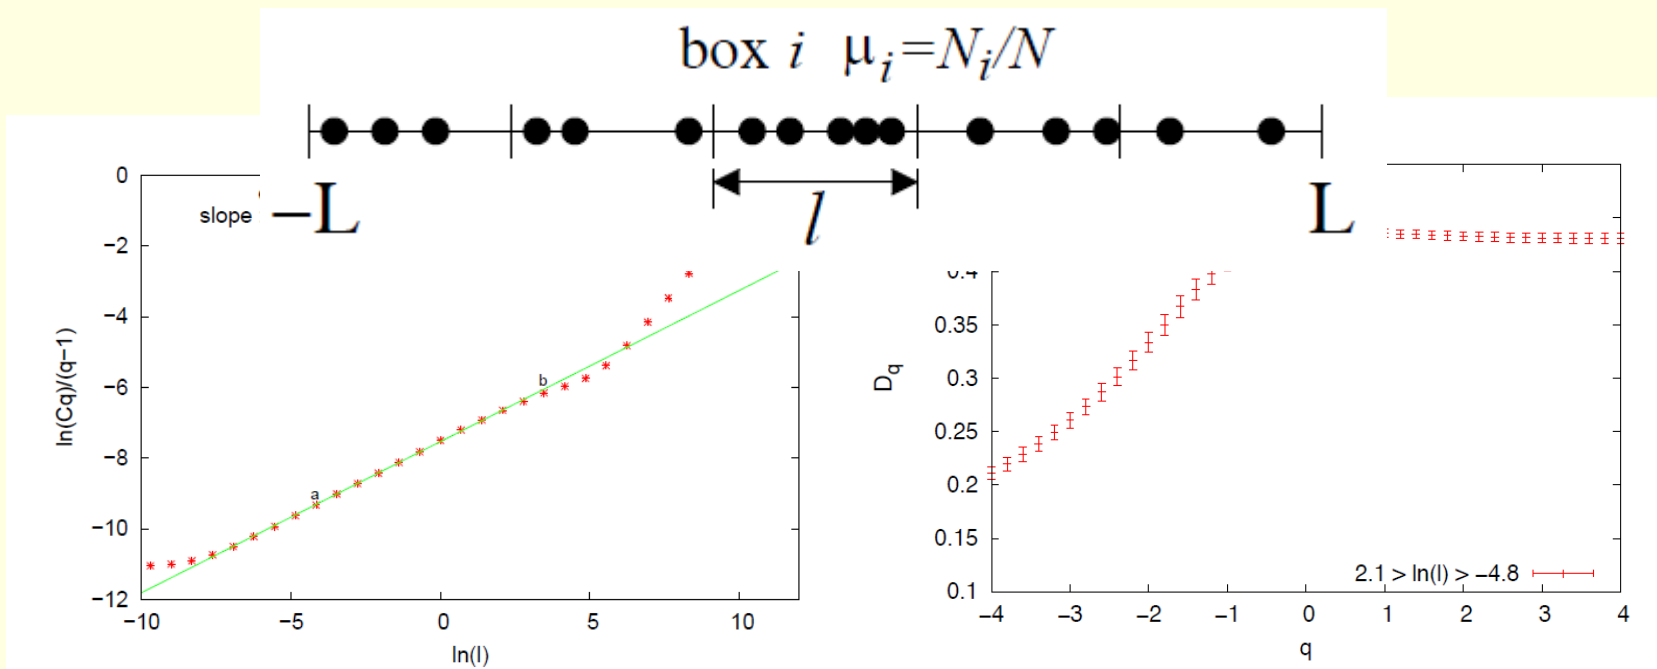 box i μi=Ni/N
−L
l
L
0
−2
−4
−6
−8
−10
−12
slope
a
b
ln(Cq)/(q−1)
−10
−5
0
5
10
ln(l)
0.4
0.35
0.3
0.25
0.2
0.15
0.1
Dq
2.1 > ln(l) > −4.8
−4
−3
−2
−1
0
1
2
3
4
q